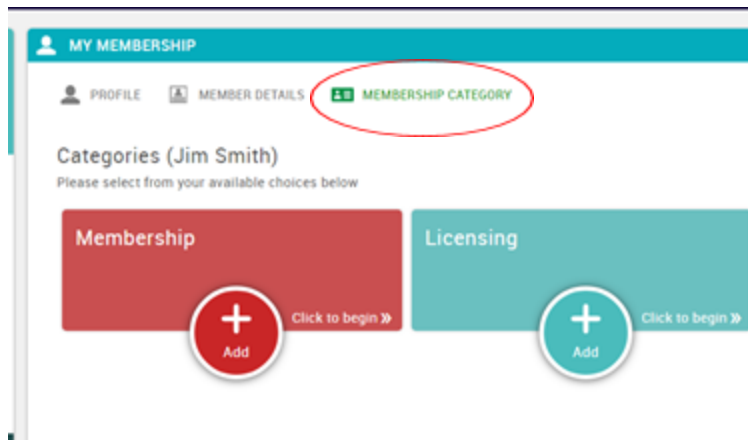 MY MEMBERSHIP
PROFILE MEMBER DETAILS MEMBERSHIP CATEGORY
Categories (Jim Smith)
Please select from your available choices below
Membership Licensing
Click to begin » Click to begin »
Add Add